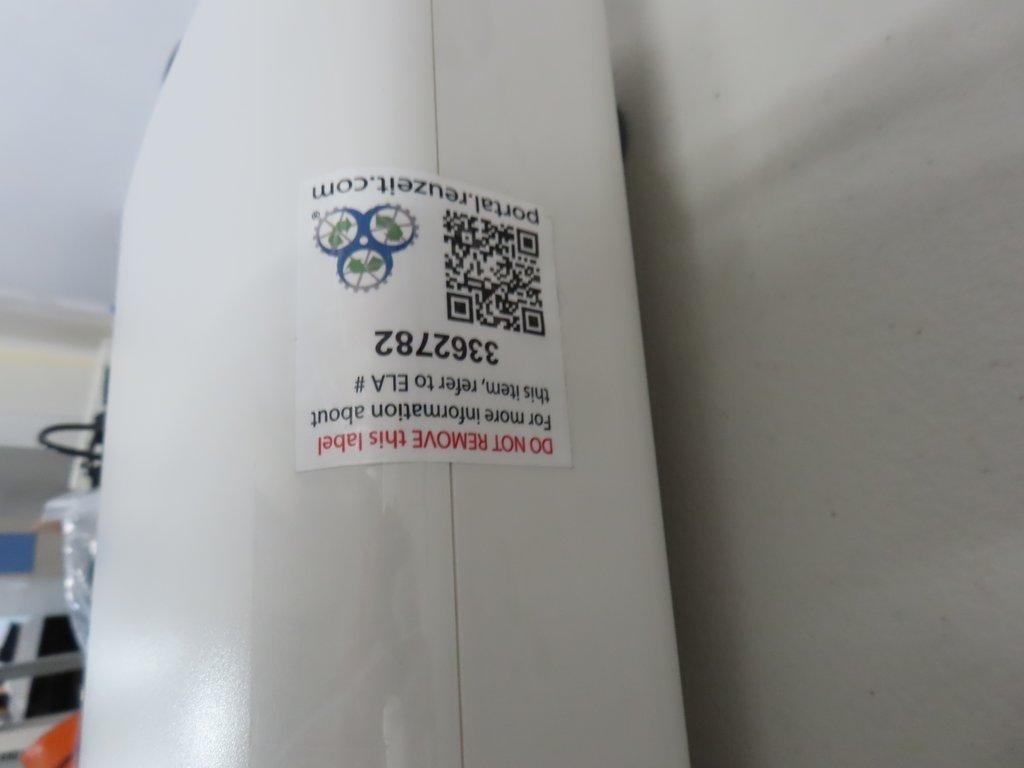 DO NOT REMOVE this label
For more information about
this item, refer to ELA #
3362782
®
portal.reuzeit.com